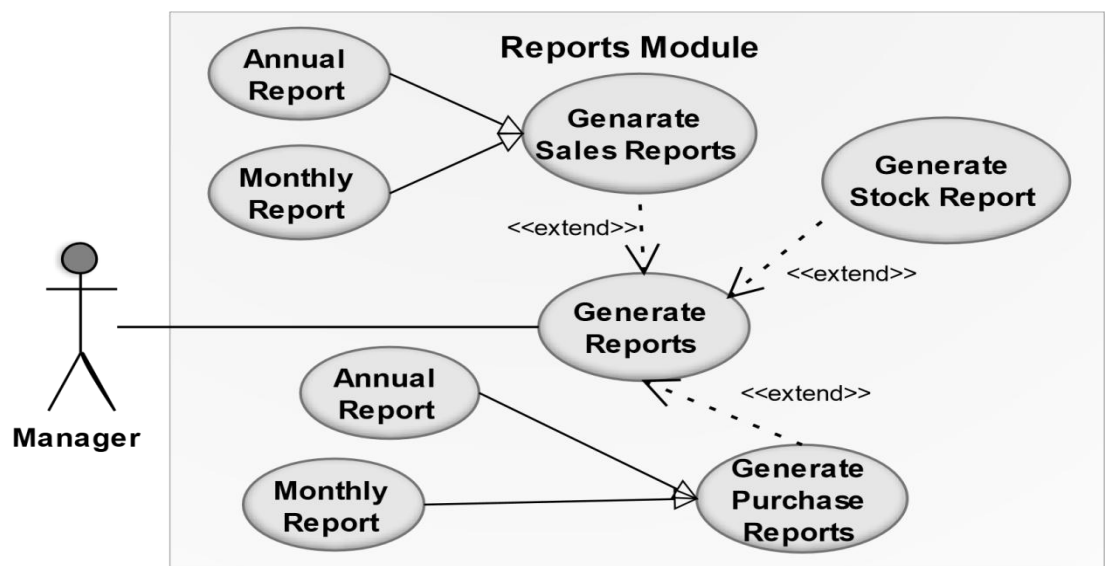 Reports Module
Annual
Report
Genarate
Sales Reports
Monthly
Report
Generate
Stock Report
<<extend>>
<<extend>>
Generate
Reports
Annual
Report
<<extend>>
Manager
Monthly
Report
Generate
Purchase
Reports